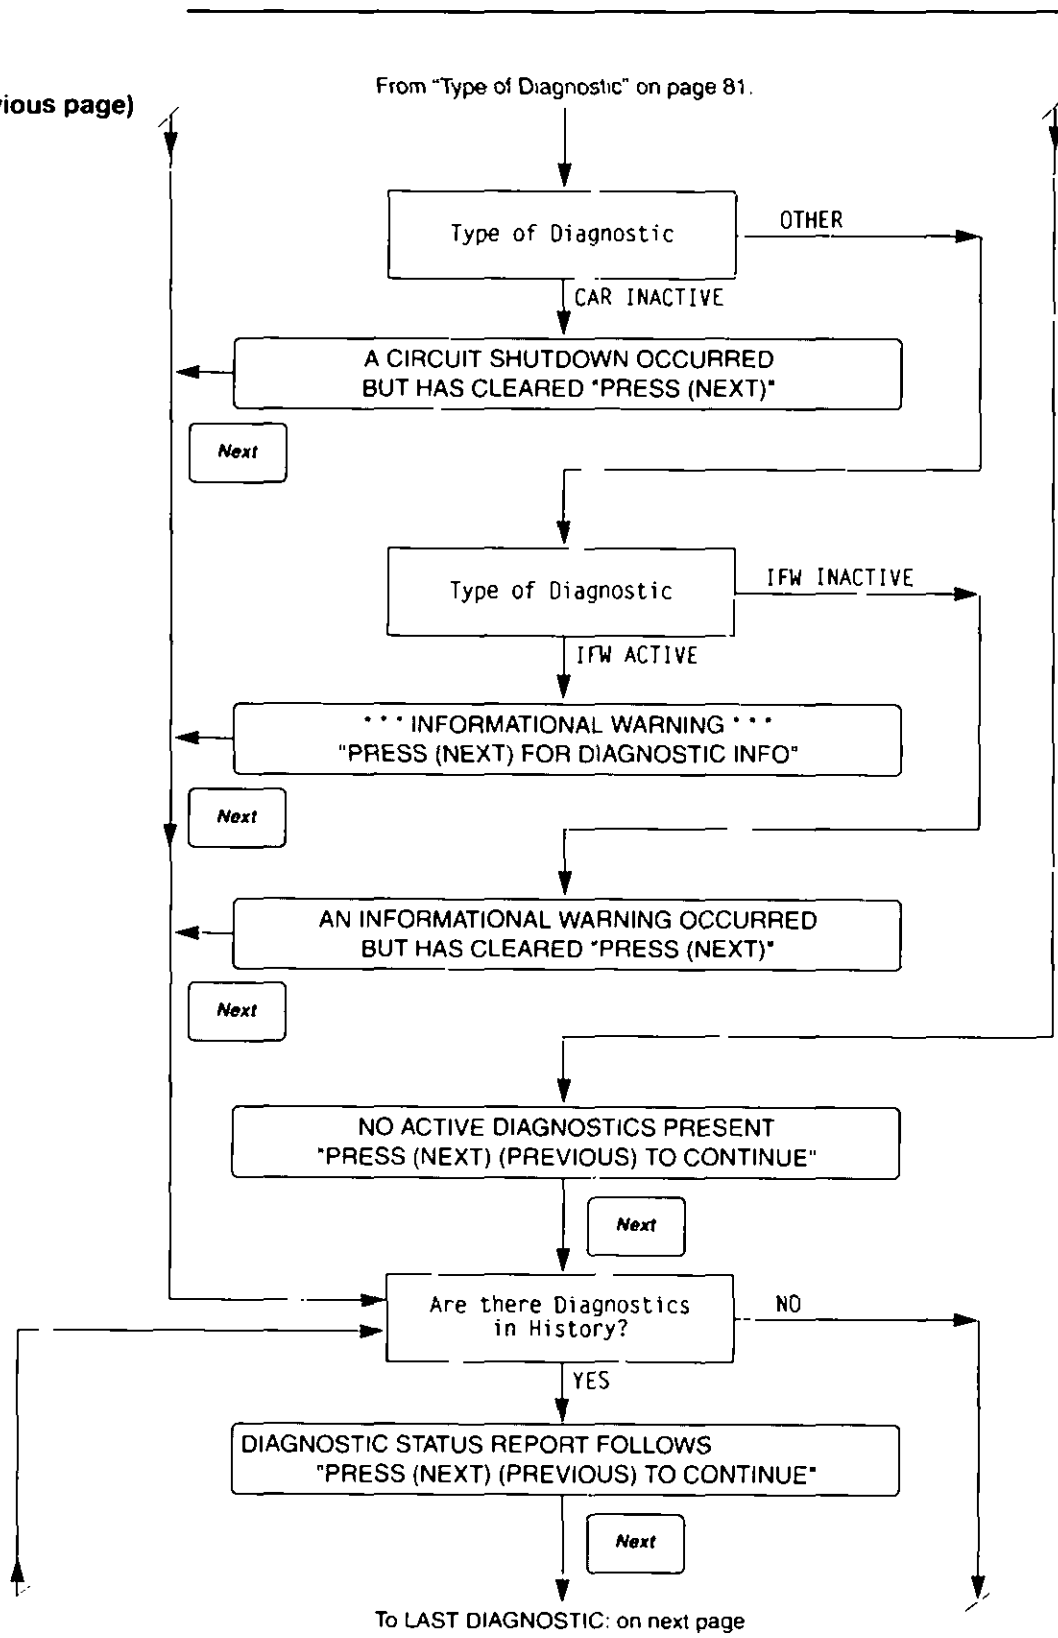 From "Type of Diagnostic" on page 81.
vious page)
Type of Diagnostic
OTHER
CAR INACTIVE
A CIRCUIT SHUTDOWN OCCURRED
BUT HAS CLEARED "PRESS (NEXT)"
Next
Type of Diagnostic
IFW INACTIVE
IFW ACTIVE
* * * INFORMATIONAL WARNING * * *
"PRESS (NEXT) FOR DIAGNOSTIC INFO"
Next
AN INFORMATIONAL WARNING OCCURRED
BUT HAS CLEARED "PRESS (NEXT)"
Next
NO ACTIVE DIAGNOSTICS PRESENT
"PRESS (NEXT) (PREVIOUS) TO CONTINUE"
Next
Are there Diagnostics
in History?
NO
YES
DIAGNOSTIC STATUS REPORT FOLLOWS
"PRESS (NEXT) (PREVIOUS) TO CONTINUE"
Next
To LAST DIAGNOSTIC: on next page